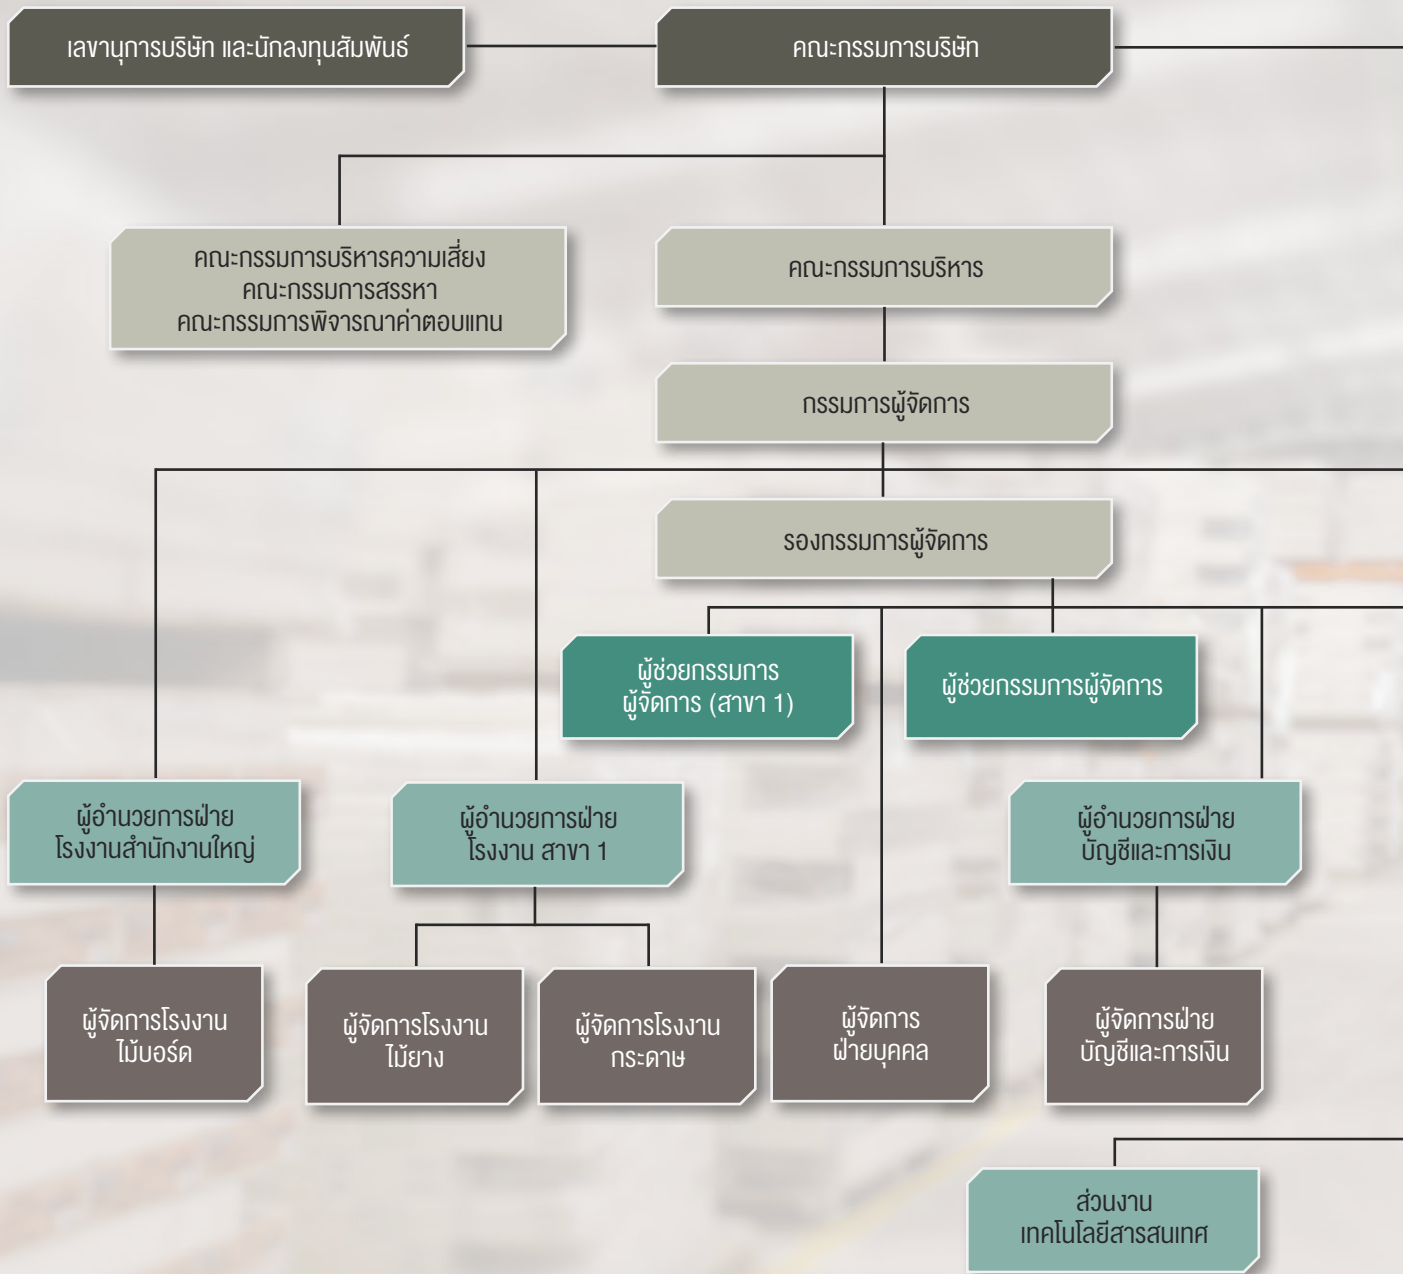 เลขานุการบริษัท และนักลงทุนสัมพันธ์
คณะกรรมการบริษัท
คณะกรรมการบริหารความเสี่ยง
คณะกรรมการสรรหา
คณะกรรมการพิจารณาค่าตอบแทน
คณะกรรมการบริหาร
กรรมการผู้จัดการ
รองกรรมการผู้จัดการ
ผู้ช่วยกรรมการ
ผู้จัดการ (สาขา 1)
ผู้ช่วยกรรมการผู้จัดการ
ผู้อำนวยการฝ่าย
โรงงานสำนักงานใหญ่
ผู้อำนวยการฝ่าย
โรงงาน สาขา 1
ผู้อำนวยการฝ่าย
บัญชีและการเงิน
ผู้จัดการโรงงาน
ไม้บอร์ด
ผู้จัดการโรงงาน
ไม้ยาง
ผู้จัดการโรงงาน
กระดาษ
ผู้จัดการ
ฝ่ายบุคคล
ผู้จัดการฝ่าย
บัญชีและการเงิน
ส่วนงาน
เทคโนโลยีสารสนเทศ